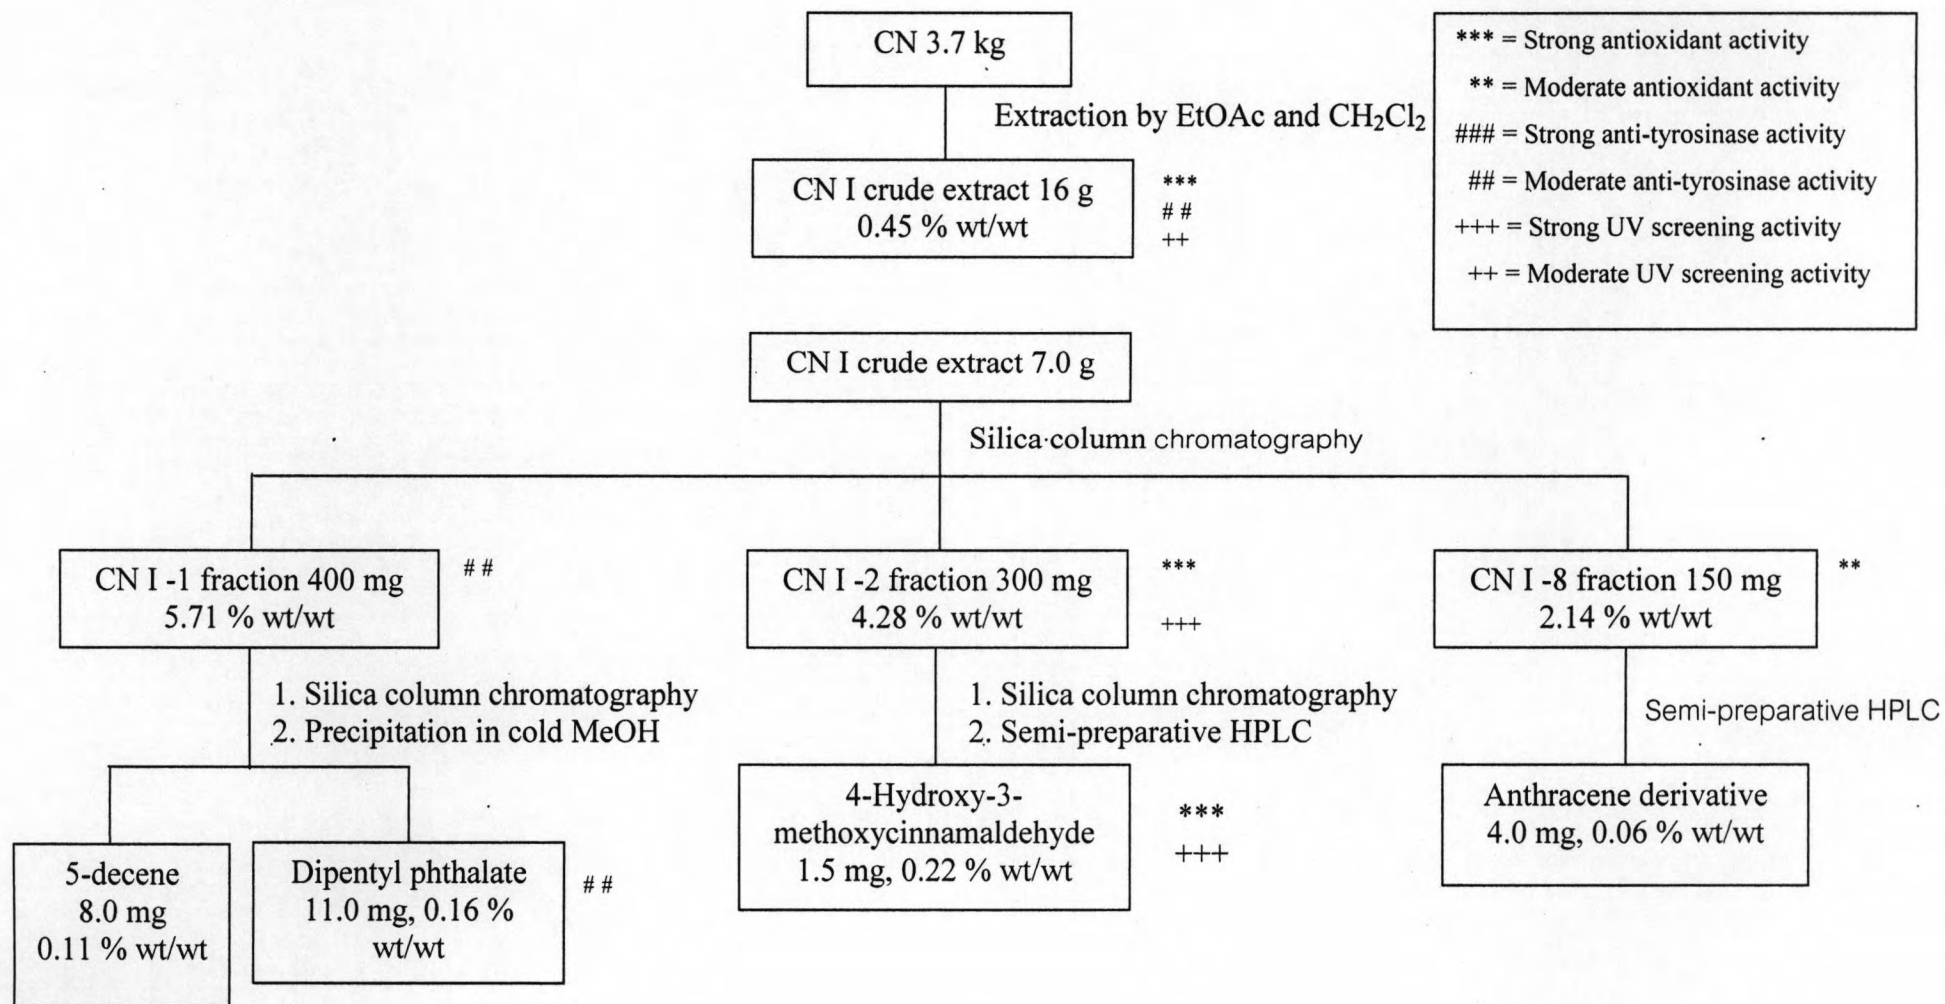 CN 3.7 kg
Extraction by EtOAc and CH₂Cl₂
*** = Strong antioxidant activity
** = Moderate antioxidant activity
### = Strong anti-tyrosinase activity
## = Moderate anti-tyrosinase activity
+++ = Strong UV screening activity
++ = Moderate UV screening activity
CN I crude extract 16 g
0.45 % wt/wt
***
# #
++
CN I crude extract 7.0 g
Silica column chromatography
CN I -1 fraction 400 mg
5.71 % wt/wt
# #
CN I -2 fraction 300 mg
4.28 % wt/wt
***
+++
CN I -8 fraction 150 mg
2.14 % wt/wt
**
1. Silica column chromatography
2. Precipitation in cold MeOH
1. Silica column chromatography
2. Semi-preparative HPLC
Semi-preparative HPLC
5-decene
8.0 mg
0.11 % wt/wt
Dipentyl phthalate
11.0 mg, 0.16 %
wt/wt
# #
4-Hydroxy-3-
methoxycinnamaldehyde
1.5 mg, 0.22 % wt/wt
***
+++
Anthracene derivative
4.0 mg, 0.06 % wt/wt